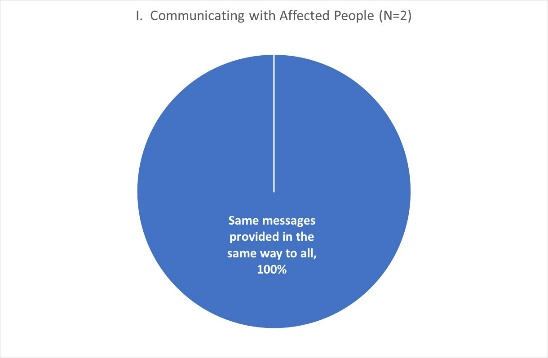 I. Communicating with Affected People (N=2)
Same messages
provided in the
same way to all,
100%